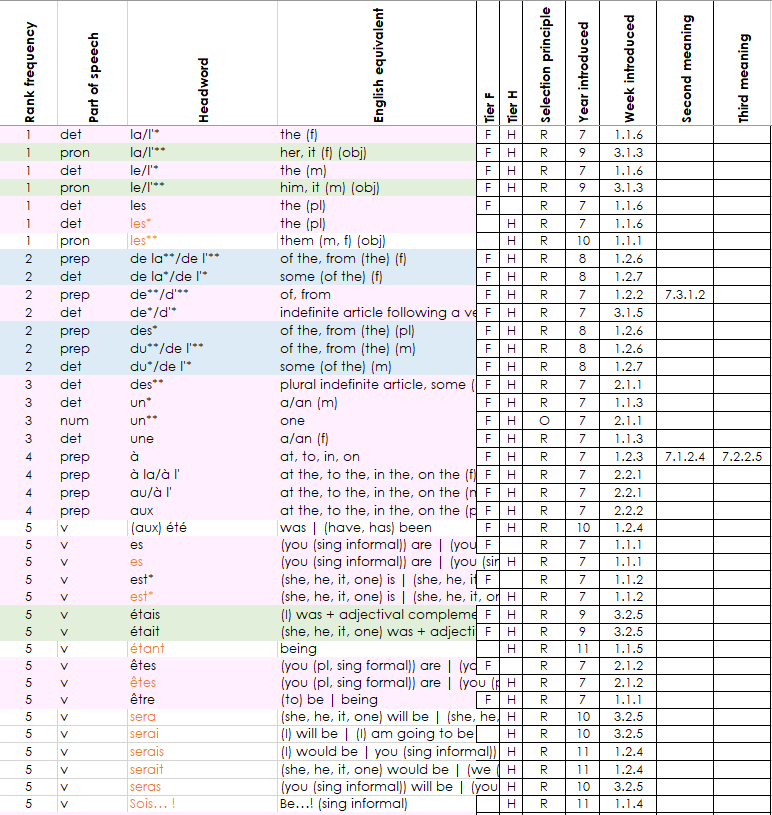 Rank frequency Part of speech Headword English equivalent Tier F Tier H Selection principle Year introduced Week introduced Second meaning Third meaning
1 det la/l'* the (f) F H R 7 1.1.6
1 pron la/l'** her, it (f) (obj) F H R 9 3.1.3
1 det le/l'* the (m) F H R 7 1.1.6
1 pron le/l'** him, it (m) (obj) F H R 9 3.1.3
1 det les the (pl) F R 7 1.1.6
1 det les* the (pl) H R 7 1.1.6
1 pron les** them (m, f) (obj) H R 10 1.1.1
2 prep de la**/de l'** of the, from (the) (f) F H R 8 1.2.6
2 det de la*/de l'* some (of the) (f) F H R 8 1.2.7
2 prep de**/d'** of, from F H R 7 1.2.2 7.3.1.2
2 det de*/d'* indefinite article following a ve F H R 7 3.1.5
2 prep des* of the, from (the) (pl) F H R 8 1.2.6
2 prep du**/de l'** of the, from (the) (m) F H R 8 1.2.6
2 det du*/de l'* some (of the) (m) F H R 8 1.2.7
3 det des** plural indefinite article, some ( F H R 7 2.1.1
3 det un* a/an (m) F H R 7 1.1.3
3 num un** one F H O 7 2.1.1
3 det une a/an (f) F H R 7 1.1.3
4 prep à at, to, in, on F H R 7 1.2.3 7.1.2.4 7.2.2.5
4 prep à la/à l' at the, to the, in the, on the (f) F H R 7 2.2.1
4 prep au/à l' at the, to the, in the, on the (n F H R 7 2.2.1
4 prep aux at the, to the, in the, on the (p F H R 7 2.2.2
5 v (aux) été was | (have, has) been F H R 10 1.2.4
5 v es (you (sing informal)) are | (you F R 7 1.1.1
5 v es (you (sing informal)) are | (you (sin H R 7 1.1.1
5 v est* (she, he, it, one) is | (she, he, it F R 7 1.1.2
5 v est* (she, he, it, one) is | (she, he, it, or H R 7 1.1.2
5 v étais (I) was + adjectival compleme F H R 9 3.2.5
5 v était (she, he, it, one) was + adjecti F H R 9 3.2.5
5 v étant being H R 11 1.1.5
5 v êtes (you (pl, sing formal)) are | (yo F R 7 2.1.2
5 v êtes (you (pl, sing formal)) are | (you (p H R 7 2.1.2
5 v être (to) be | being F H R 7 1.1.1
5 v sera (she, he, it, one) will be | (she, he, H R 10 3.2.5
5 v serai (I) will be | (I) am going to be H R 10 3.2.5
5 v serais (I) would be | you (sing informal)) H R 11 1.2.4
5 v serait (she, he, it, one) would be | (we ( H R 11 1.2.4
5 v seras (you (sing informal)) will be | (you H R 10 3.2.5
5 v Sois… ! Be…! (sing informal) H R 11 1.1.4